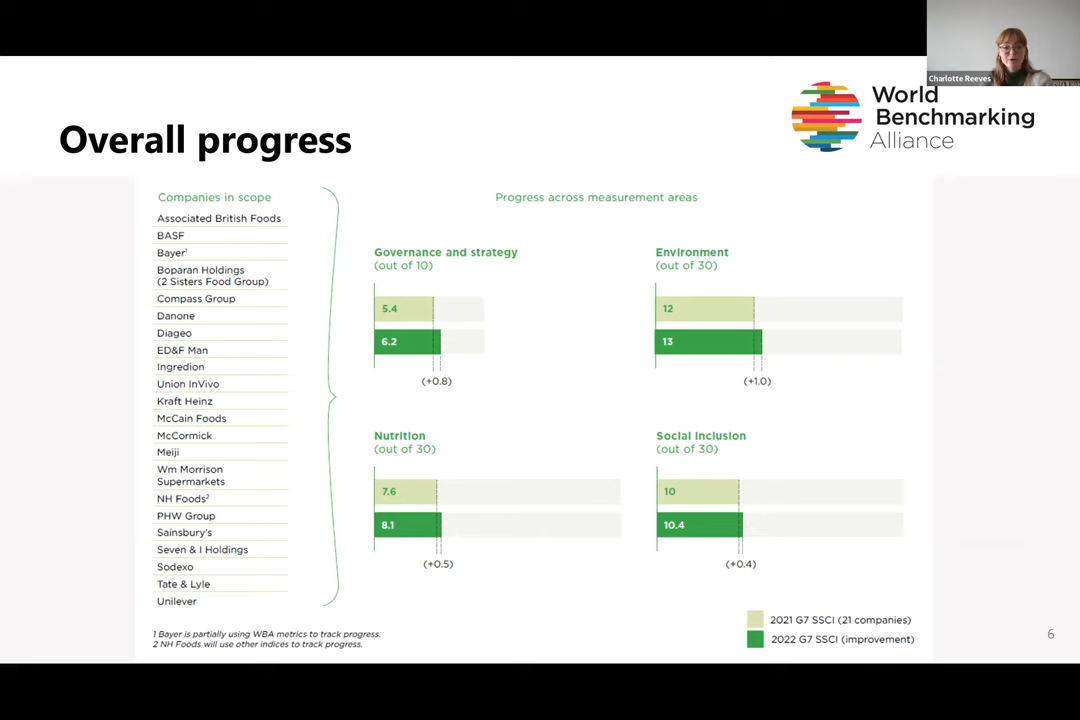 Charlotte Reeves
World
Benchmarking
Alliance
Overall progress
Companies in scope
Associated British Foods
BASF
Bayer¹
Boparan Holdings
(2 Sisters Food Group)
Compass Group
Danone
Diageo
ED&F Man
Ingredion
Union InVivo
Kraft Heinz
McCain Foods
McCormick
Meiji
Wm Morrison
Supermarkets
NH Foods²
PHW Group
Sainsbury's
Seven & I Holdings
Sodexo
Tate & Lyle
Unilever
1 Bayer is partially using WBA metrics to track progress.
2 NH Foods will use other indices to track progress.
Progress across measurement areas
Governance and strategy
(out of 10)
5.4
6.2
(+0.8)
Environment
(out of 30)
12
13
(+1.0)
Nutrition
(out of 30)
7.6
8.1
(+0.5)
Social Inclusion
(out of 30)
10
10.4
(+0.4)
2021 G7 SSCI (21 companies)
2022 G7 SSCI (improvement)
6